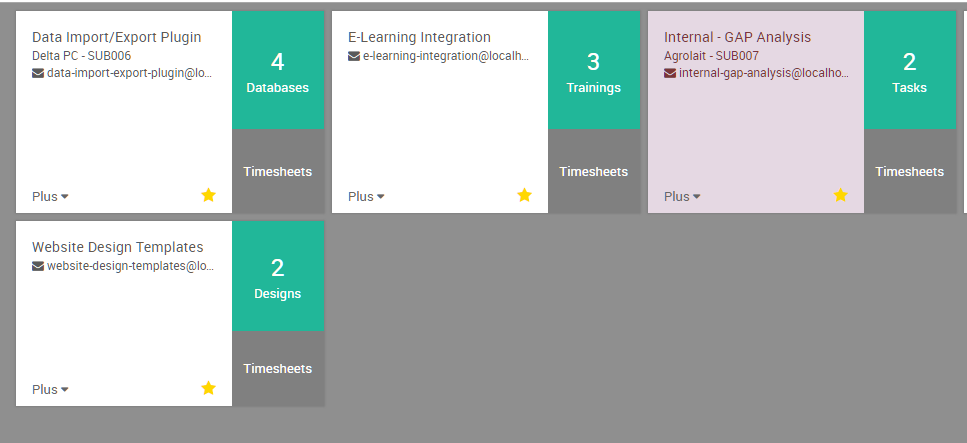 Data Import/Export Plugin
Delta PC - SUB006
data-import-export-plugin@lo...
4
Databases
Timesheets
Plus
E-Learning Integration
e-learning-integration@localh...
3
Trainings
Timesheets
Plus
Internal - GAP Analysis
Agrolait - SUB007
internal-gap-analysis@localho...
2
Tasks
Timesheets
Plus
Website Design Templates
website-design-templates@lo...
2
Designs
Timesheets
Plus